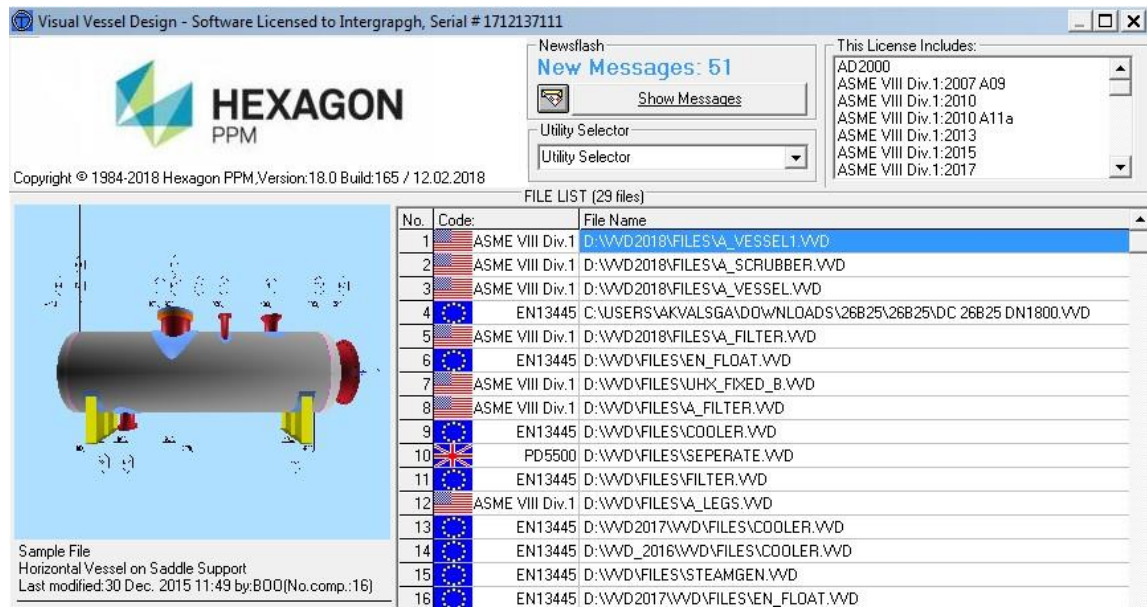 Visual Vessel Design - Software Licensed to Intergrapgh, Serial # 1712137111
HEXAGON
PPM
Copyright © 1984-2018 Hexagon PPM,Version:18.0 Build:165 / 12.02.2018
Newsflash
New Messages: 51
Show Messages
Utility Selector
Utility Selector
This License Includes:
AD2000
ASME VIII Div.1:2007 A09
ASME VIII Div.1:2010
ASME VIII Div.1:2010 A11a
ASME VIII Div.1:2013
ASME VIII Div.1:2015
ASME VIII Div.1:2017
FILE LIST (29 files)
No. Code: File Name
1 ASME VIII Div.1 D:\VVD2018\FILES\A_VESSEL1.VVD
2 ASME VIII Div.1 D:\VVD2018\FILES\A_SCRUBBER.VVD
3 ASME VIII Div.1 D:\VVD2018\FILES\A_VESSEL.VVD
4 EN13445 C:\USERS\AKVALSGA\DOWNLOADS\26B25\26B25\DC 26B25 DN1800.VVD
5 ASME VIII Div.1 D:\VVD2018\FILES\A_FILTER.VVD
6 EN13445 D:\VVD\FILES\EN_FLOAT.VVD
7 ASME VIII Div.1 D:\VVD\FILES\UHX_FIXED_B.VVD
8 ASME VIII Div.1 D:\VVD\FILES\A_FILTER.VVD
9 EN13445 D:\VVD\FILES\COOLER.VVD
10 PD5500 D:\VVD\FILES\SEPERATE.VVD
11 EN13445 D:\VVD\FILES\FILTER.VVD
12 ASME VIII Div.1 D:\VVD\FILES\A_LEGS.VVD
13 EN13445 D:\VVD2017\VVD\FILES\COOLER.VVD
14 EN13445 D:\VVD_2016\VVD\FILES\COOLER.VVD
15 EN13445 D:\VVD\FILES\STEAMGEN.VVD
16 EN13445 D:\VVD2017\VVD\FILES\EN_FLOAT.VVD
Sample File
Horizontal Vessel on Saddle Support
Last modified:30 Dec. 2015 11:49 by:BOO(No.comp.:16)